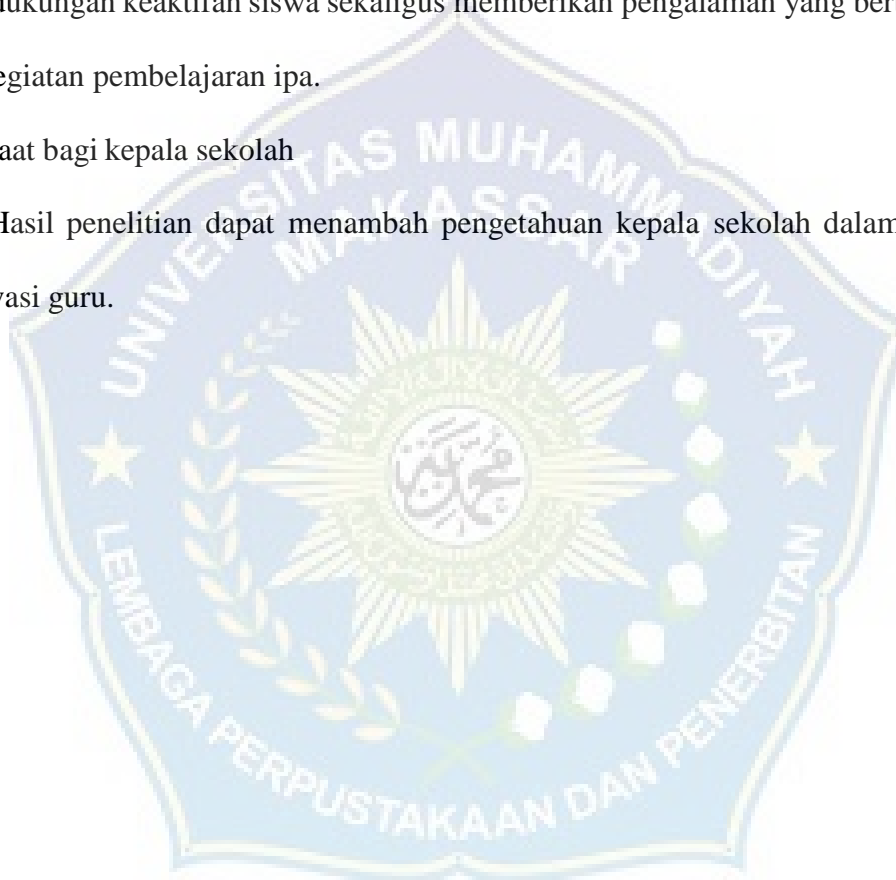 dukungan keaktifan siswa sekaligus memberikan pengalaman yang
egiatan pembelajaran ipa.
aat bagi kepala sekolah
Hasil penelitian dapat menambah pengetahuan kepala sekolah dalam
vasi guru.
UNIVERSITAS MUHAMMADIYAH
MAKASSAR
محمدية
LEMBAGA PERPUSTAKAAN DAN PENERBITAN